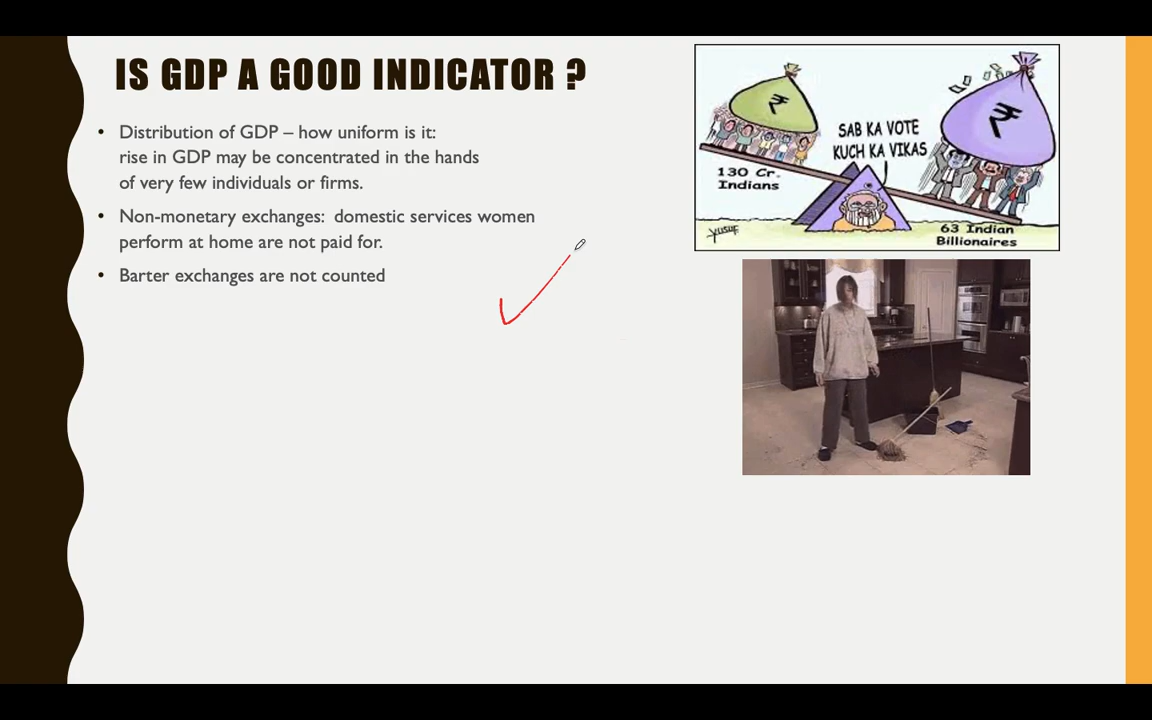 IS GDP A GOOD INDICATOR ?
• Distribution of GDP – how uniform is it:
rise in GDP may be concentrated in the hands
of very few individuals or firms.
• Non-monetary exchanges: domestic services women
perform at home are not paid for.
• Barter exchanges are not counted
₹
₹
SAB KA VOTE
KUCH KA VIKAS
130 Cr.
Indians
63 Indian
Billionaires
YUSUF